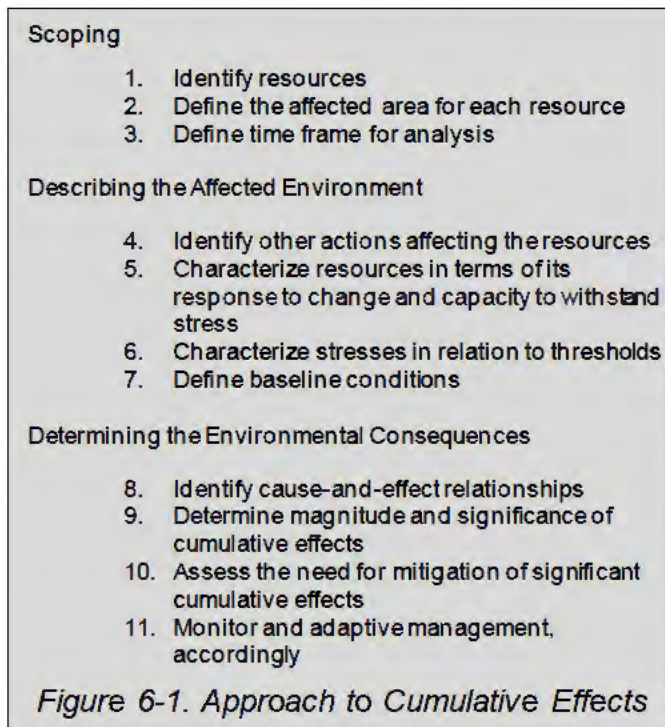 Scoping
1. Identify resources
2. Define the affected area for each resource
3. Define time frame for analysis
Describing the Affected Environment
4. Identify other actions affecting the resources
5. Characterize resources in terms of its
response to change and capacity to withstand
stress
6. Characterize stresses in relation to thresholds
7. Define baseline conditions
Determining the Environmental Consequences
8. Identify cause-and-effect relationships
9. Determine magnitude and significance of
cumulative effects
10. Assess the need for mitigation of significant
cumulative effects
11. Monitor and adaptive management,
accordingly
Figure 6-1. Approach to Cumulative Effects